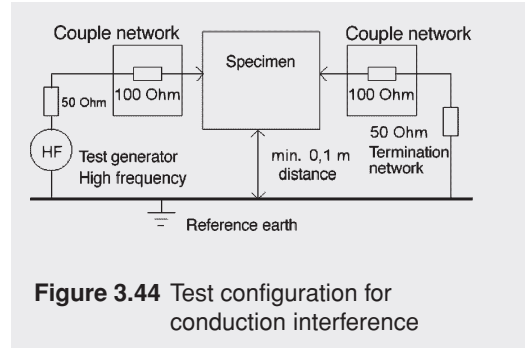 Couple network
Couple network
Specimen
50 Ohm
100 Ohm
100 Ohm
50 Ohm
Termination
network
HF
Test generator
High frequency
min. 0,1 m
distance
Reference earth
Figure 3.44 Test configuration for
conduction interference